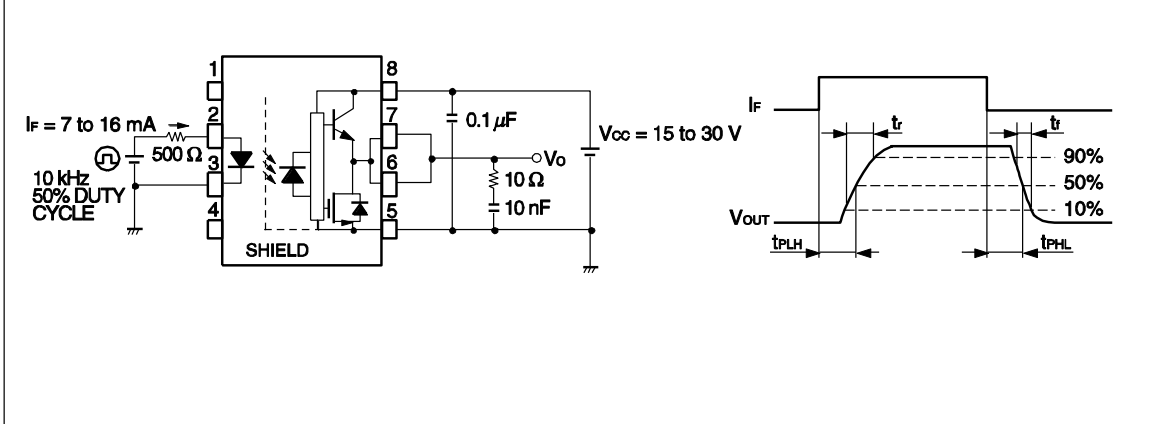 1
2
3
4
8
7
6
5
IF = 7 to 16 mA
500 Ω
10 kHz
50% DUTY
CYCLE
SHIELD
0.1 μF
VCC = 15 to 30 V
VO
10 Ω
10 nF
IF
tr
tf
90%
50%
10%
VOUT
tPLH
tPHL